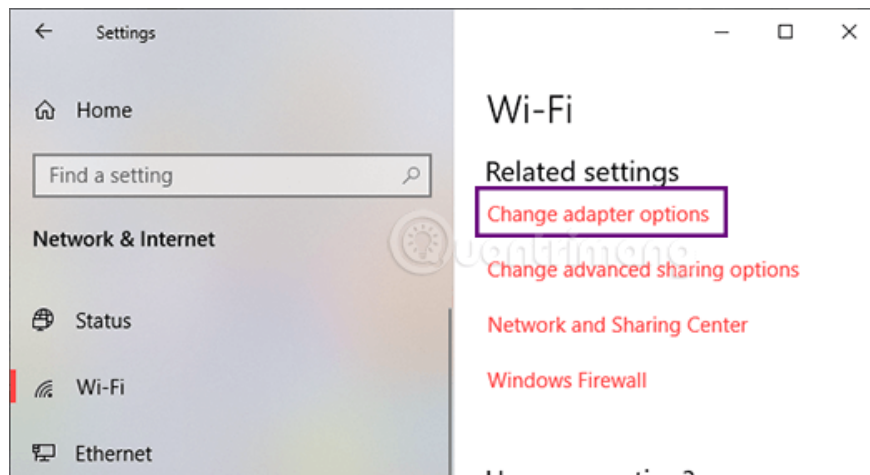 Settings
Home
Find a setting
Network & Internet
Status
Wi-Fi
Ethernet
Wi-Fi
Related settings
Change adapter options
Quantrimang
Change advanced sharing options
Network and Sharing Center
Windows Firewall